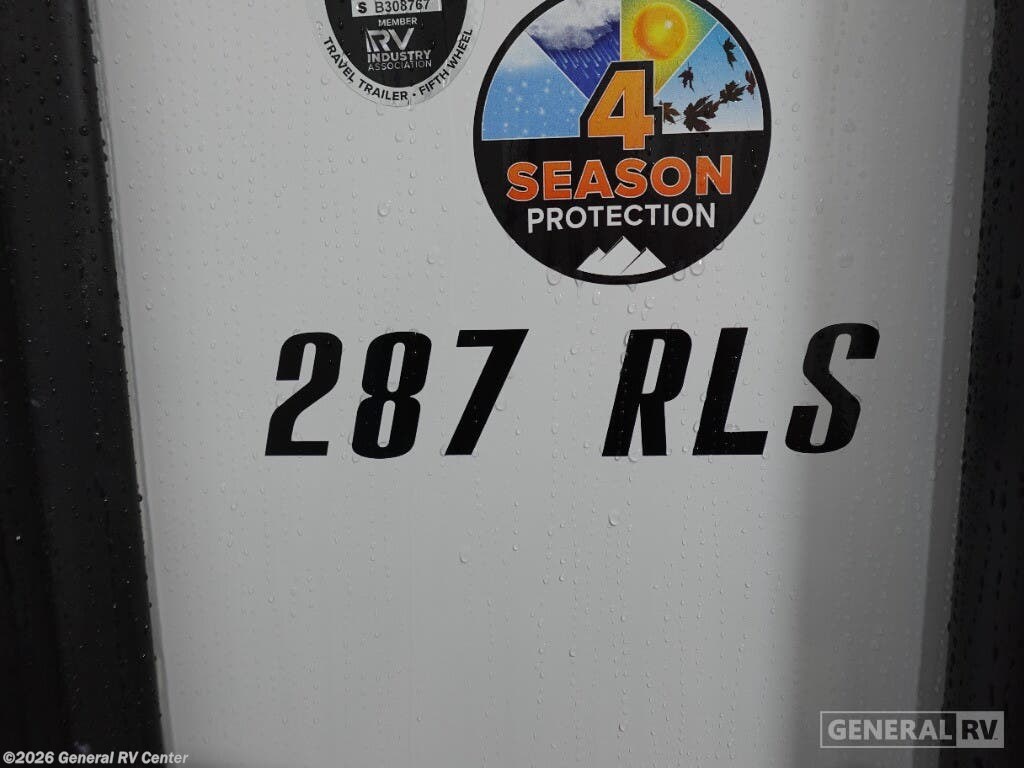 S B308767
MEMBER
RV
INDUSTRY
ASSOCIATION
TRAVEL TRAILER • FIFTH WHEEL
4
SEASON
PROTECTION
287 RLS
GENERAL RV
©2026 General RV Center